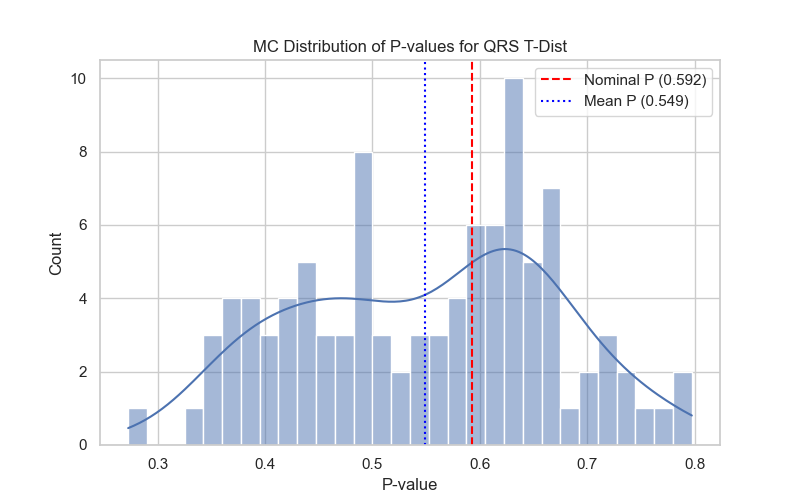 MC Distribution of P-values for QRS T-Dist
Nominal P (0.592)
Mean P (0.549)
10
8
6
4
2
0
Count
0.3 0.4 0.5 0.6 0.7 0.8
P-value